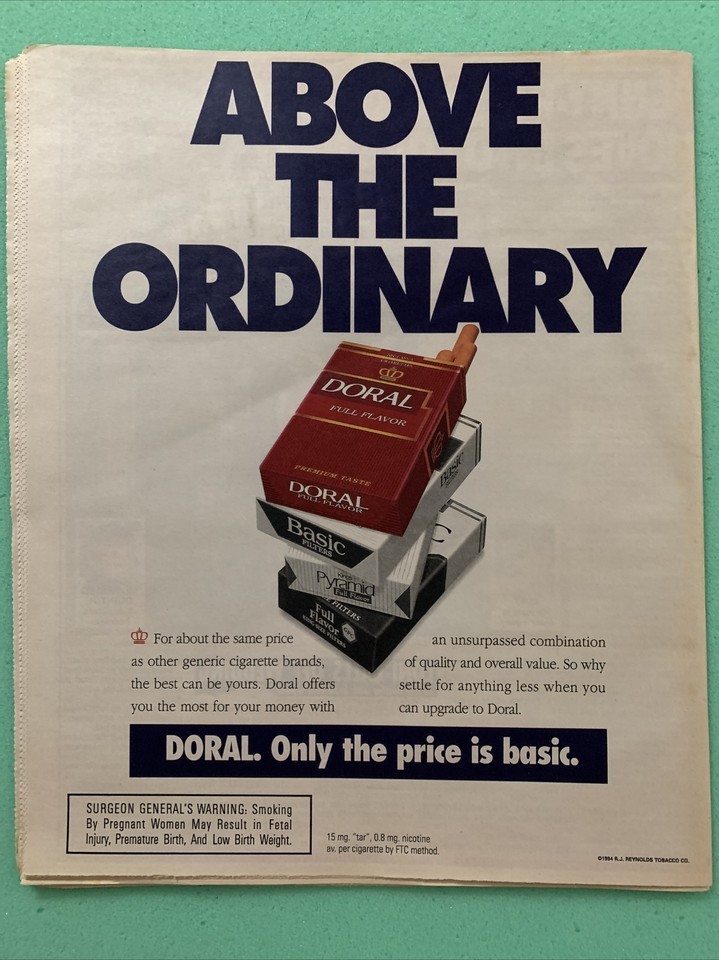 ABOVE
THE
ORDINARY
DORAL
FULL FLAVOR
PREMIUM TASTE
DORAL
FULL FLAVOR
Basic
Basic
FILTERS
C
Pyramid
Full Flavor
FILTERS
Full
Flavor
KING SIZE FILTERS
For about the same price
as other generic cigarette brands,
the best can be yours. Doral offers
you the most for your money with
an unsurpassed combination
of quality and overall value. So why
settle for anything less when you
can upgrade to Doral.
DORAL. Only the price is basic.
SURGEON GENERAL'S WARNING: Smoking
By Pregnant Women May Result in Fetal
Injury, Premature Birth, And Low Birth Weight.
15 mg. "tar", 0.8 mg. nicotine
av. per cigarette by FTC method.
©1994 R.J. REYNOLDS TOBACCO CO.